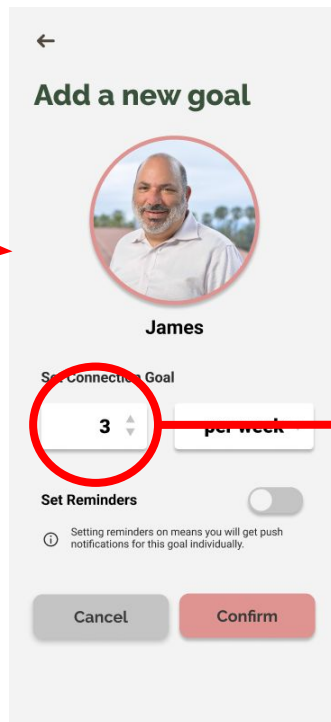 Add a new goal
James
Set Connection Goal
3 per week
Set Reminders
Setting reminders on means you will get push
notifications for this goal individually.
Cancel Confirm